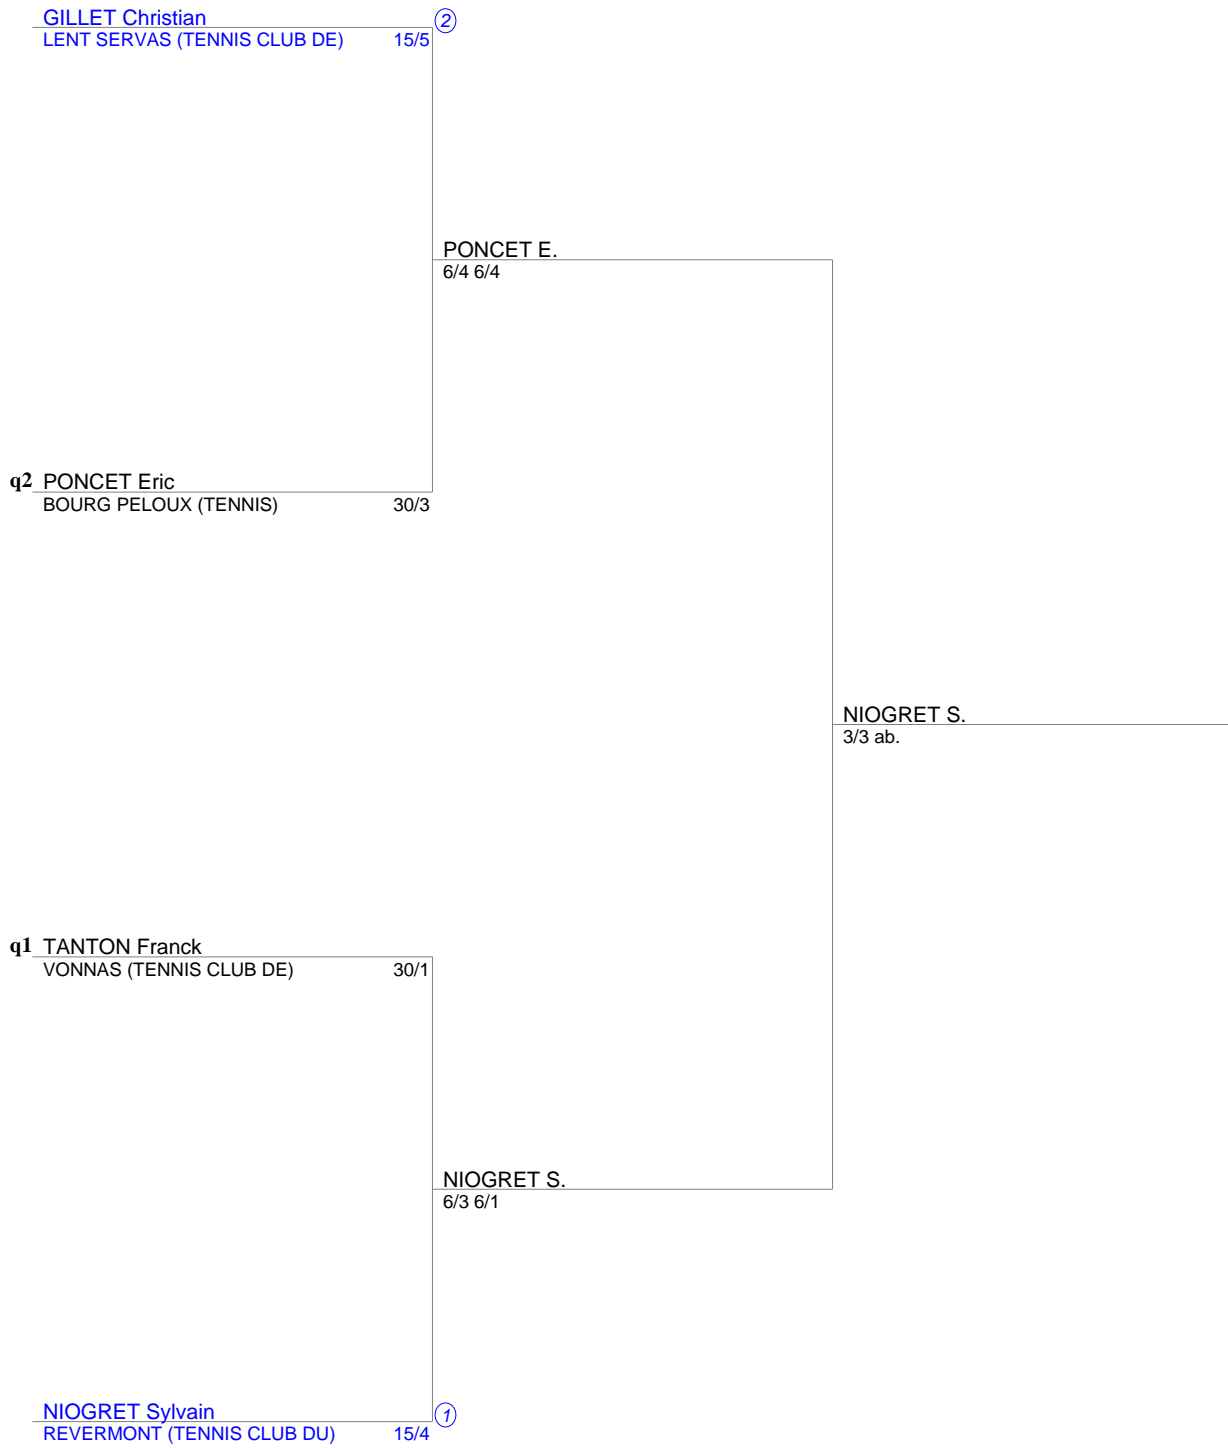 GILLET Christian 2
LENT SERVAS (TENNIS CLUB DE) 15/5
PONCET E.
6/4 6/4
q2 PONCET Eric
BOURG PELOUX (TENNIS) 30/3
NIOGRET S.
3/3 ab.
q1 TANTON Franck
VONNAS (TENNIS CLUB DE) 30/1
NIOGRET S.
6/3 6/1
NIOGRET Sylvain 1
REVERMONT (TENNIS CLUB DU) 15/4